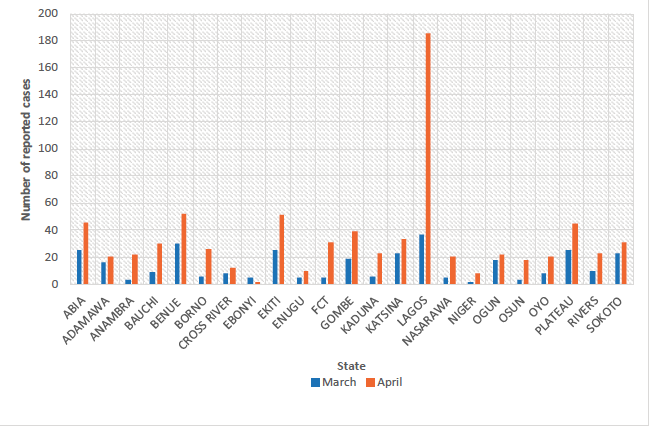 200
180
160
140
120
100
80
60
40
20
0
Number of reported cases
ABIA
ADAMAWA
ANAMBRA
BAUCHI
BENUE
BORNO
CROSS RIVER
EBONYI
EKITI
ENUGU
FCT
GOMBE
KADUNA
KATSINA
LAGOS
NASARAWA
NIGER
OGUN
OSUN
OYO
PLATEAU
RIVERS
SOKOTO
State
March April